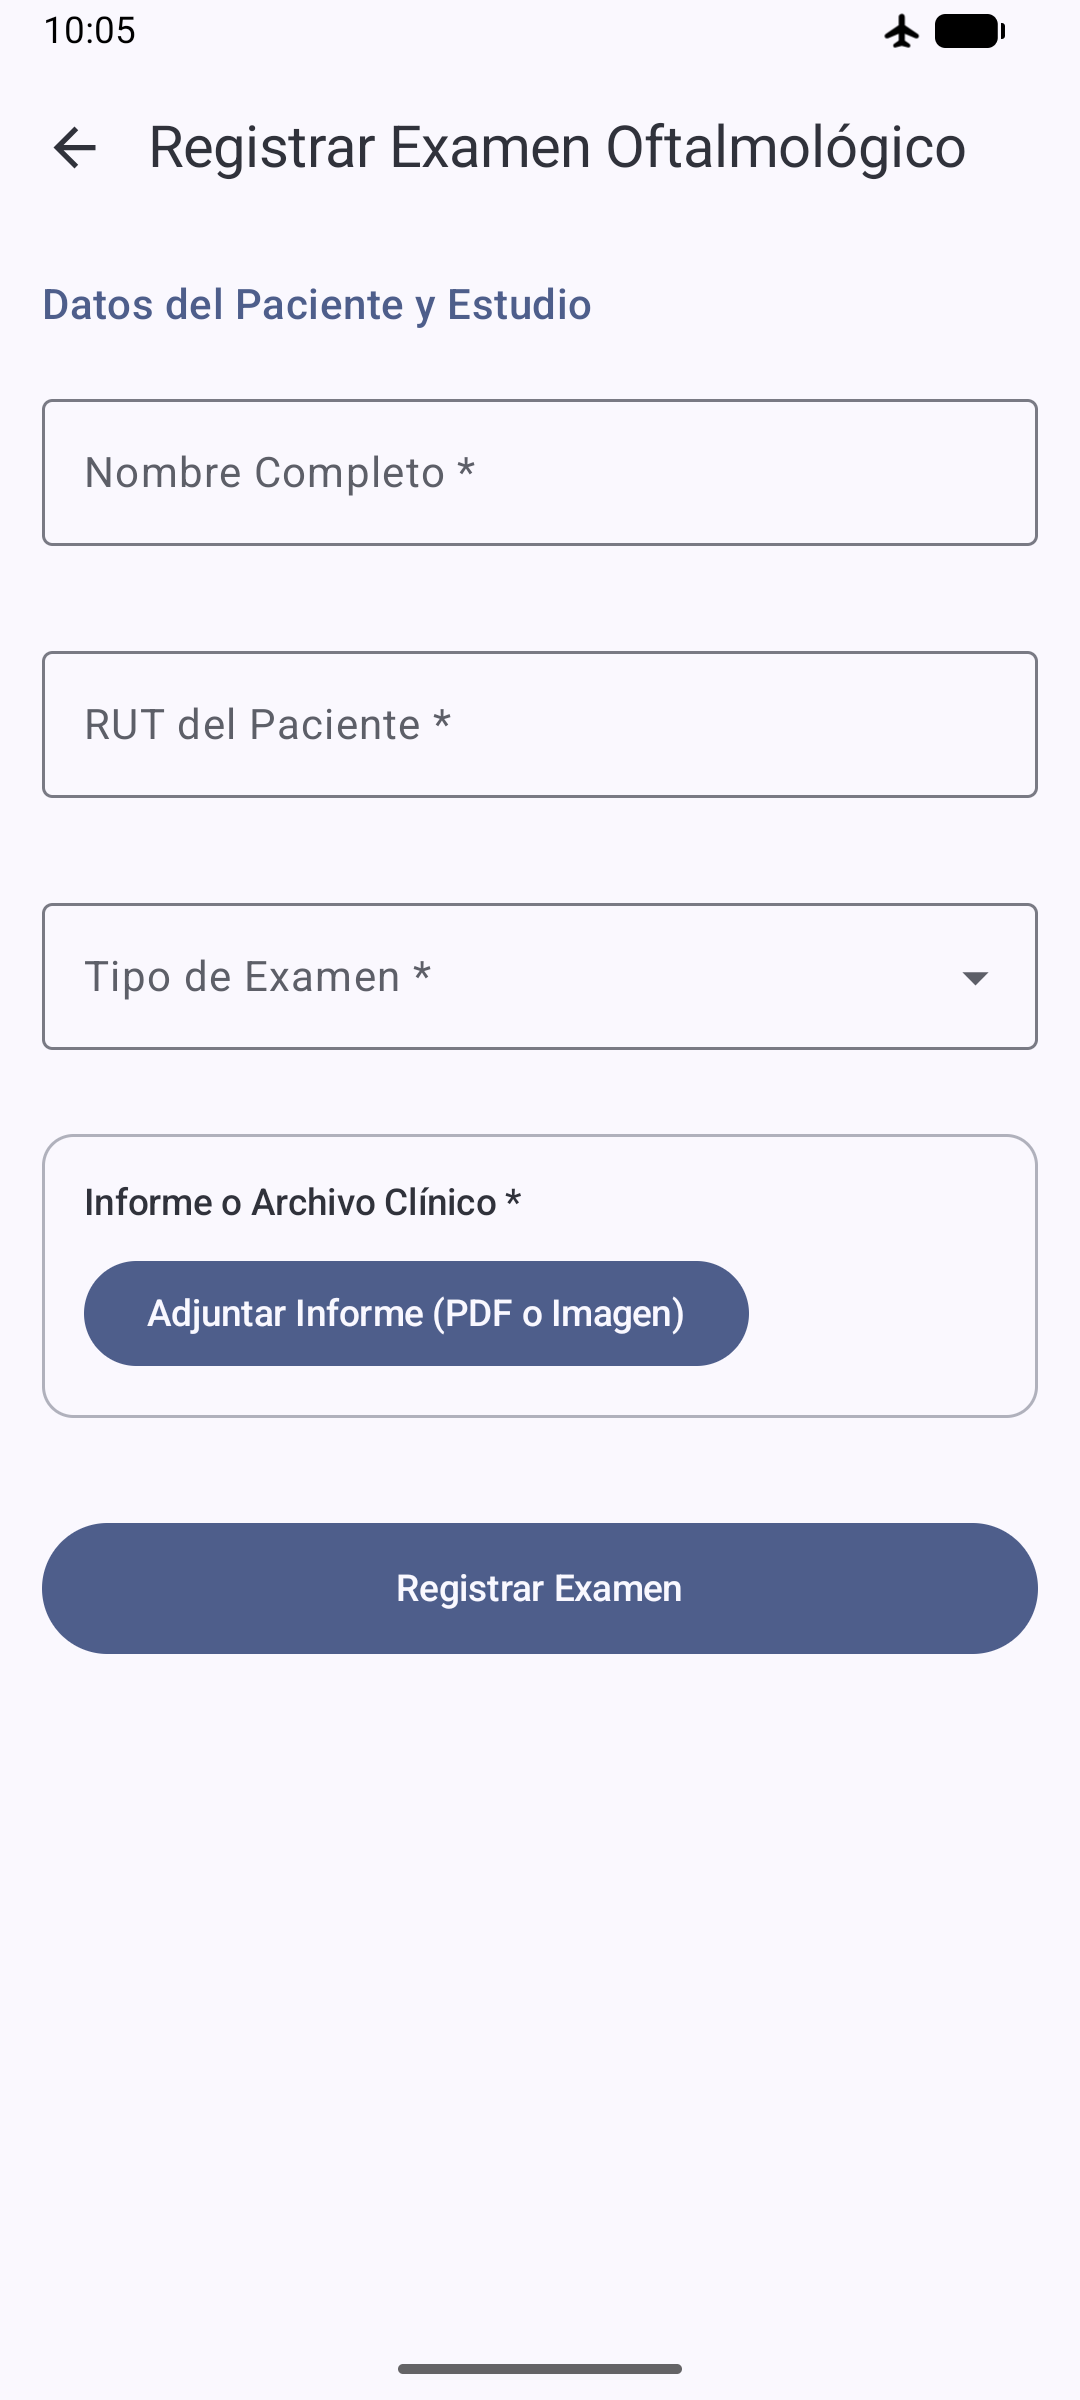 10:05
Registrar Examen Oftalmológico
Datos del Paciente y Estudio
Nombre Completo *
RUT del Paciente *
Tipo de Examen *
Informe o Archivo Clínico *
Adjuntar Informe (PDF o Imagen)
Registrar Examen